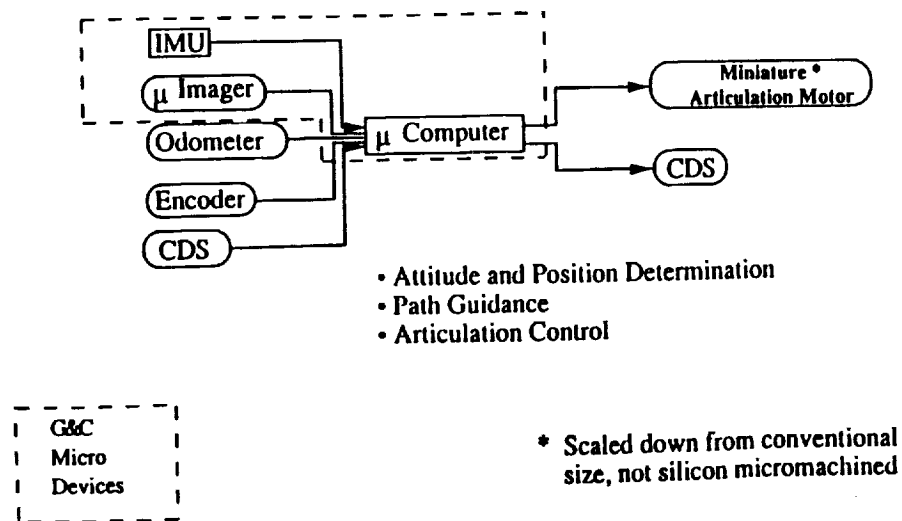 IMU
μ Imager
Odometer
Encoder
CDS
μ Computer
Miniature *
Articulation Motor
CDS
• Attitude and Position Determination
• Path Guidance
• Articulation Control
G&C
Micro
Devices
* Scaled down from conventional
size, not silicon micromachined